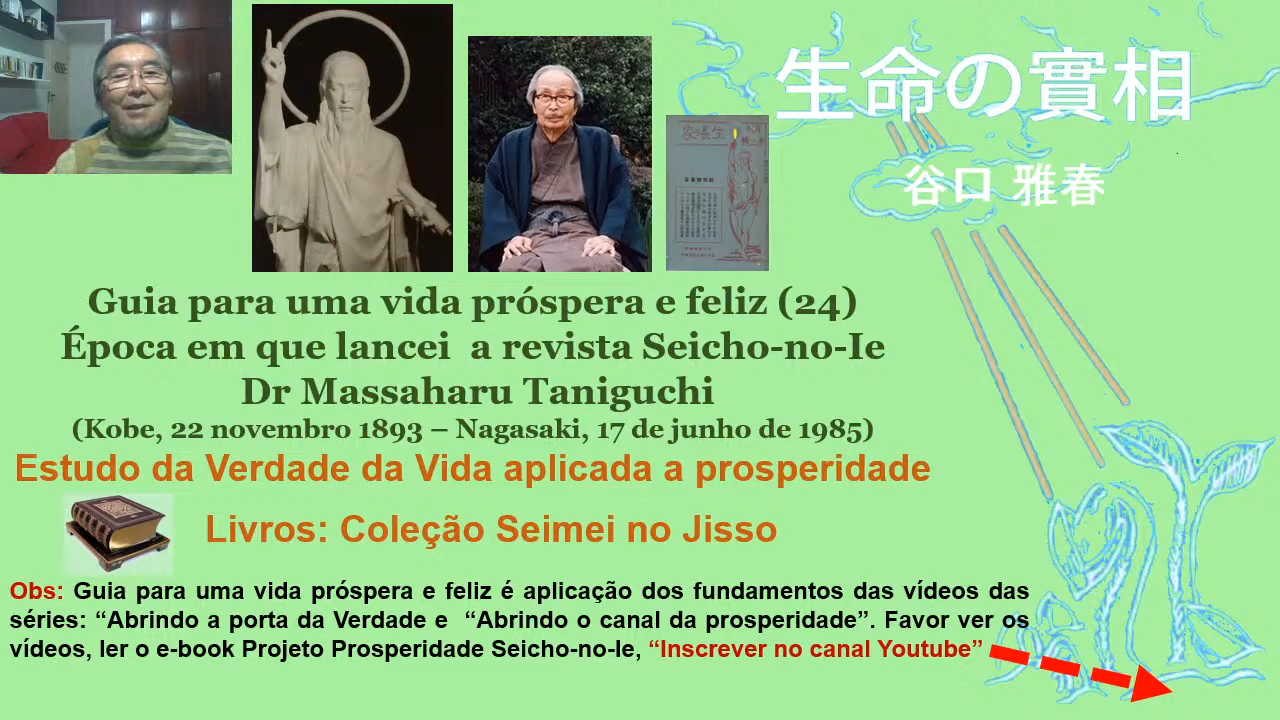 生命の實相
谷口 雅春
Guia para uma vida próspera e feliz (24)
Época em que lancei a revista Seicho-no-Ie
Dr Massaharu Taniguchi
(Kobe, 22 novembro 1893 – Nagasaki, 17 de junho de 1985)
Estudo da Verdade da Vida aplicada a prosperidade
Livros: Coleção Seimei no Jisso
Obs: Guia para uma vida próspera e feliz é aplicação dos fundamentos das vídeos das
séries: “Abrindo a porta da Verdade e “Abrindo o canal da prosperidade”. Favor ver os
vídeos, ler o e-book Projeto Prosperidade Seicho-no-Ie, “Inscrever no canal Youtube”